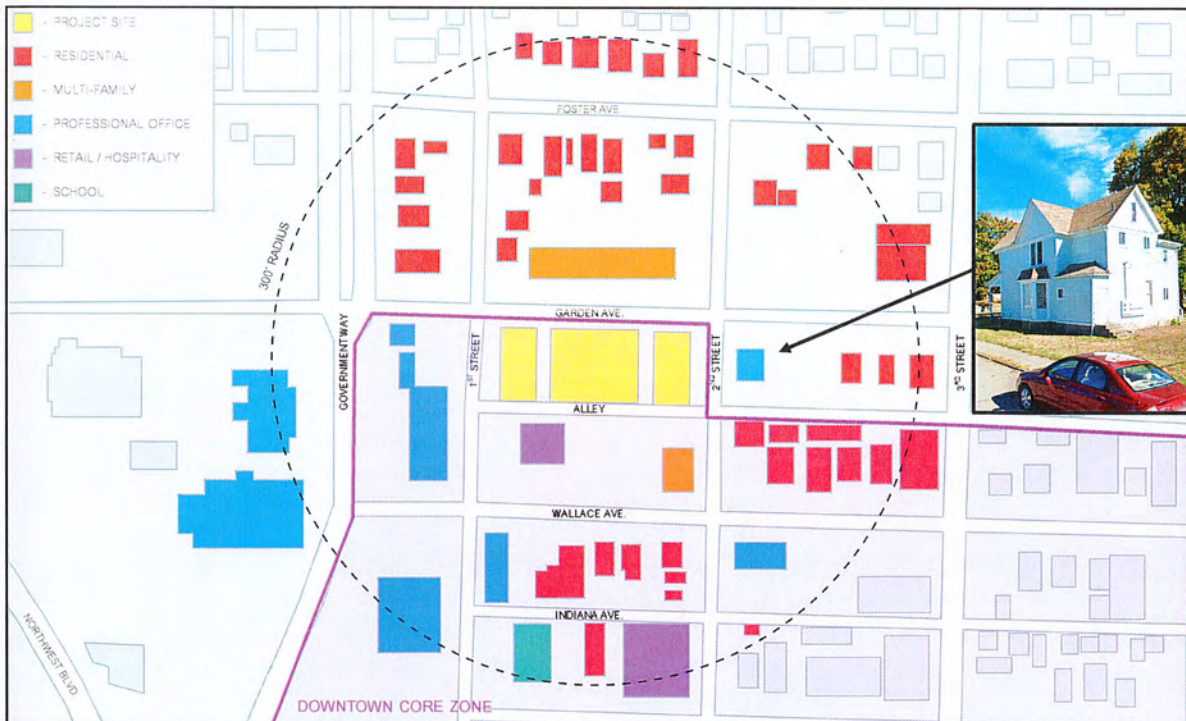 - PROJECT SITE
- RESIDENTIAL
- MULTI-FAMILY
- PROFESSIONAL OFFICE
- RETAIL / HOSPITALITY
- SCHOOL
FOSTER AVE.
300' RADIUS
GARDEN AVE.
GOVERNMENT WAY
1ST STREET
2ND STREET
3RD STREET
ALLEY
WALLACE AVE.
INDIANA AVE.
NORTHWEST BLVD.
DOWNTOWN CORE ZONE